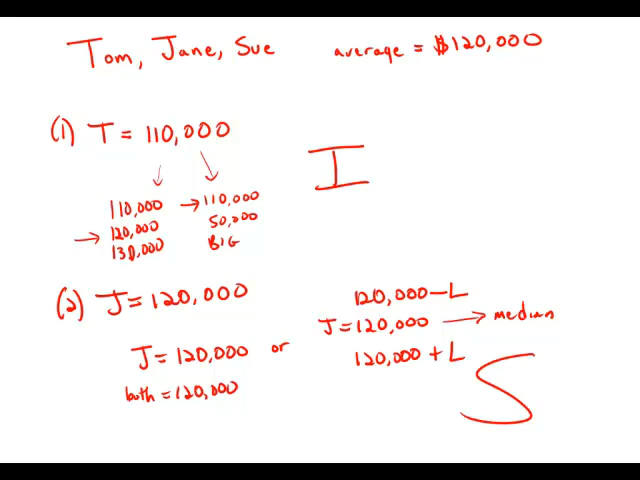 Tom, Jane, Sue average = $120,000
(1) T = 110,000
I
110,000 → 110,000
→ 120,000 50,000
130,000 BIG
(2) J = 120,000
120,000 - L
J = 120,000 → median
120,000 + L
J = 120,000 or
both = 120,000
S